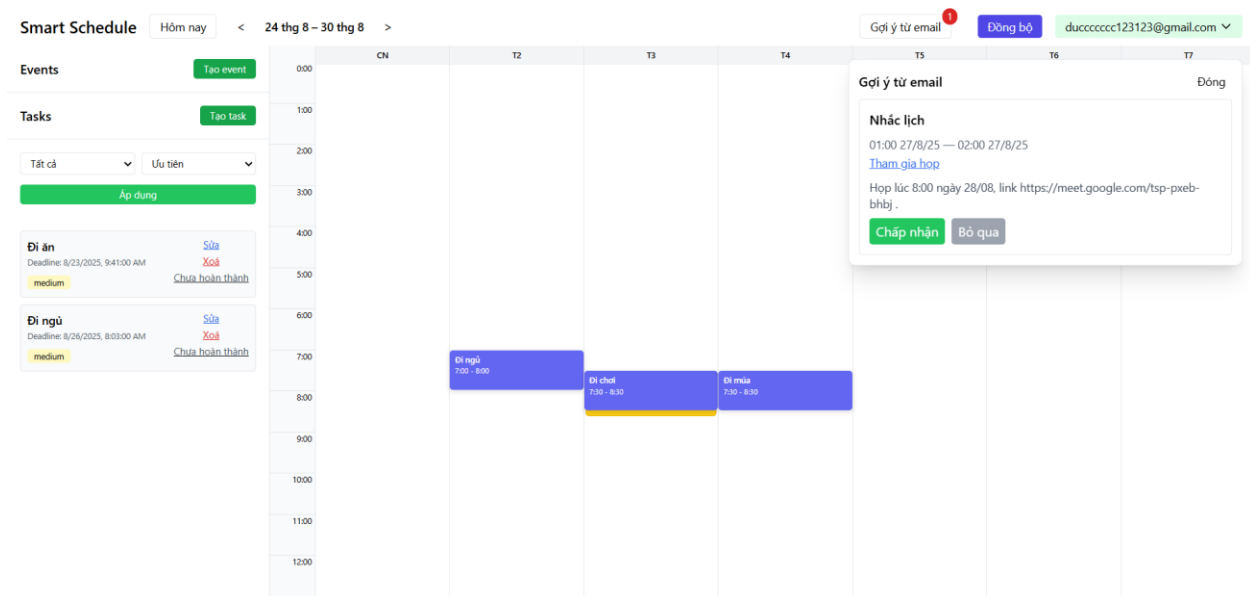 Smart Schedule
Hôm nay
<
24 thg 8 – 30 thg 8
>
Gợi ý từ email
1
Đồng bộ
ducccccccc123123@gmail.com
Events
Tạo event
Tasks
Tạo task
Tất cả
Ưu tiên
Áp dụng
Đi ăn
Sửa
Deadline: 8/23/2025, 9:41:00 AM
Xoá
medium
Chưa hoàn thành
Đi ngủ
Sửa
Deadline: 8/26/2025, 8:03:00 AM
Xoá
medium
Chưa hoàn thành
CN
T2
T3
T4
T5
T6
T7
0:00
1:00
2:00
3:00
4:00
5:00
6:00
7:00
8:00
9:00
10:00
11:00
12:00
Đi ngủ
7:00 - 8:00
Đi chơi
7:30 - 8:30
Đi múa
7:30 - 8:30
Gợi ý từ email
Đóng
Nhắc lịch
01:00 27/8/25 — 02:00 27/8/25
Tham gia họp
Họp lúc 8:00 ngày 28/08, link https://meet.google.com/tsp-pxeb-
bhbj .
Chấp nhận
Bỏ qua